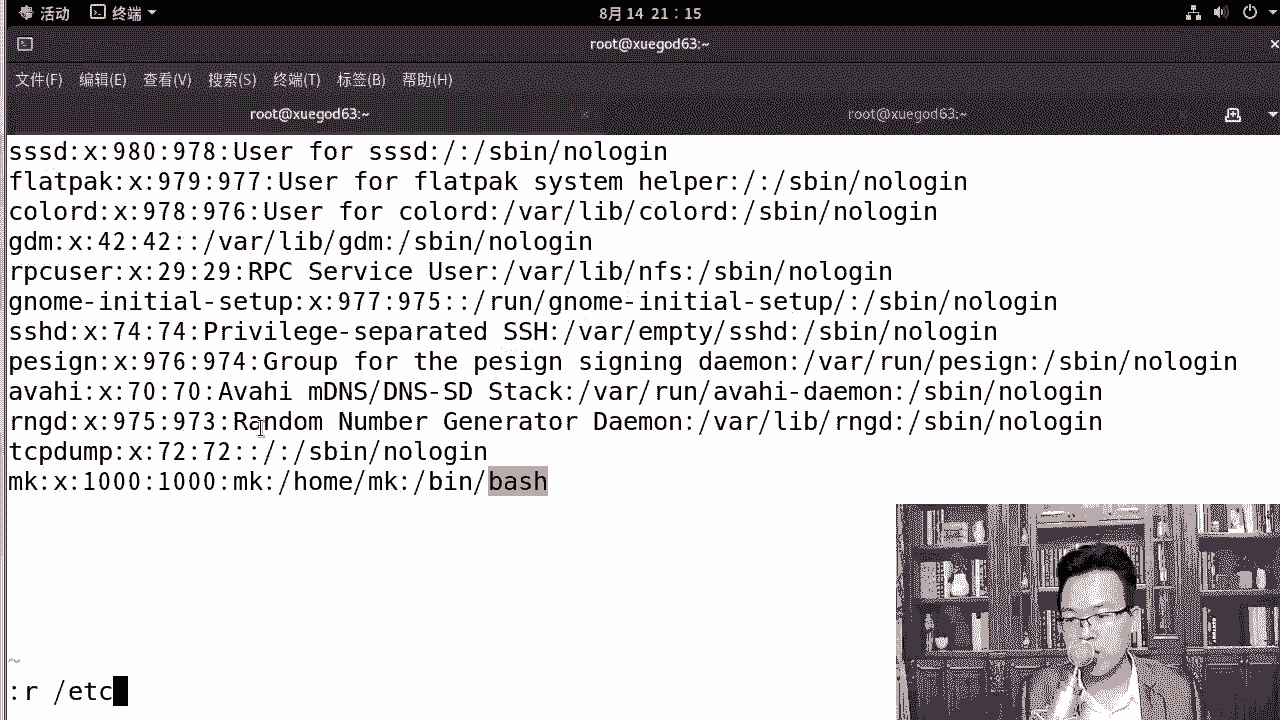 活动 终端 8月 14 21：15
root@xuegod63:~
文件(F) 编辑(E) 查看(V) 搜索(S) 终端(T) 标签(B) 帮助(H)
root@xuegod63:~ root@xuegod63:~
sssd:x:980:978:User for sssd:/:/sbin/nologin
flatpak:x:979:977:User for flatpak system helper:/:/sbin/nologin
colord:x:978:976:User for colord:/var/lib/colord:/sbin/nologin
gdm:x:42:42::/var/lib/gdm:/sbin/nologin
rpcuser:x:29:29:RPC Service User:/var/lib/nfs:/sbin/nologin
gnome-initial-setup:x:977:975::/run/gnome-initial-setup/:/sbin/nologin
sshd:x:74:74:Privilege-separated SSH:/var/empty/sshd:/sbin/nologin
pesign:x:976:974:Group for the pesign signing daemon:/var/run/pesign:/sbin/nologin
avahi:x:70:70:Avahi mDNS/DNS-SD Stack:/var/run/avahi-daemon:/sbin/nologin
rngd:x:975:973:Random Number Generator Daemon:/var/lib/rngd:/sbin/nologin
tcpdump:x:72:72::/:/sbin/nologin
mk:x:1000:1000:mk:/home/mk:/bin/bash
~
:r /etc